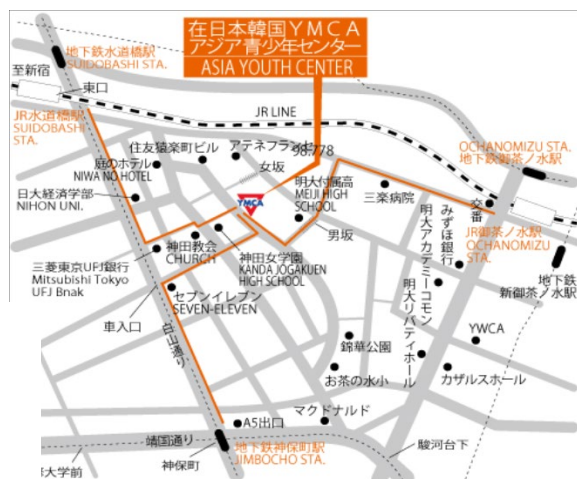 在日本韓国YMCA
アジア青少年センター
ASIA YOUTH CENTER
地下鉄水道橋駅
SUIDOBASHI STA.
至新宿
東口
JR LINE
JR水道橋駅
SUIDOBASHI
STA.
住友猿楽町ビル
アテネフランセ
98.778
女坂
庭のホテル
NIWA NO HOTEL
日大経済学部
NIHON UNI.
YMCA
明大付属高
MEIJI HIGH
SCHOOL
三楽病院
男坂
OCHANOMIZU STA.
地下鉄御茶ノ水駅
交番
JR御茶ノ水駅
OCHANOMIZU
STA.
みずほ銀行
明大アカデミーコモン
明大リバティホール
地下鉄
新御茶ノ水駅
神田教会
CHURCH
神田女学園
KANDA JOGAKUEN
HIGH SCHOOL
三菱東京UFJ銀行
Mitsubishi Tokyo
UFJ Bnak
セブンイレブン
SEVEN-ELEVEN
車入口
白山通り
錦華公園
お茶の水小
YWCA
カザルスホール
マクドナルド
A5出口
靖国通り
地下鉄神保町駅
JIMBOCHO STA.
神保町
駿河台下
大学前